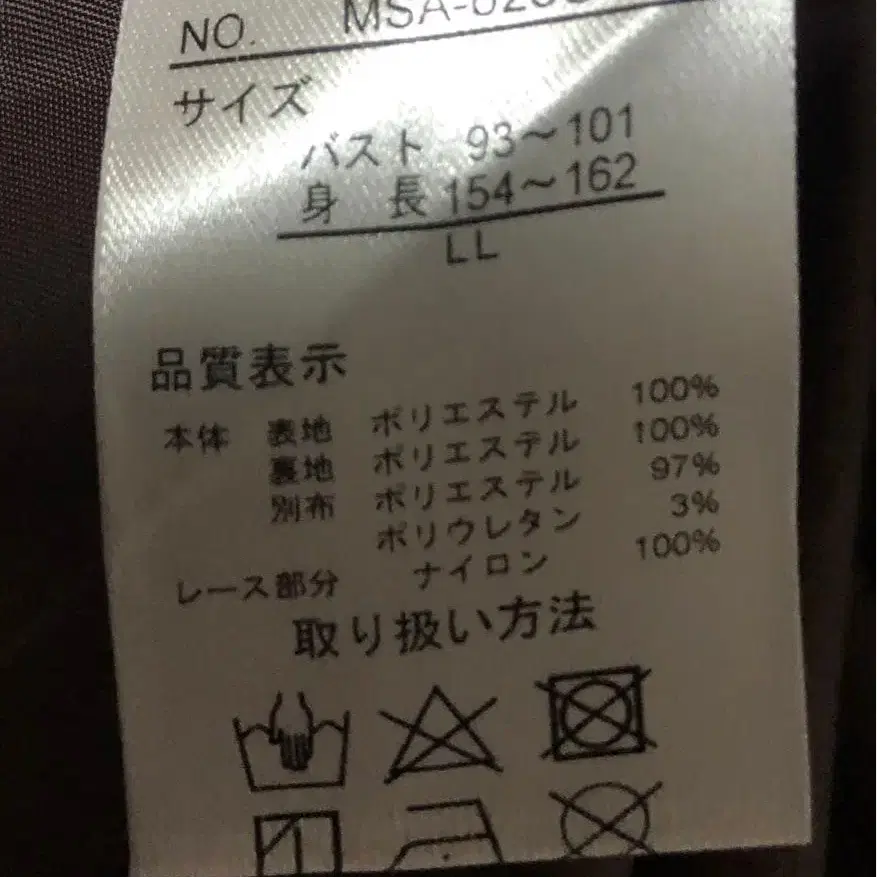 NO.
サイズ
バスト 93～101
身 長 154～162
LL
品質表示
本体 表地 ポリエステル 100%
裏地 ポリエステル 100%
別布 ポリエステル 97%
ポリウレタン 3%
レース部分 ナイロン 100%
取り扱い方法